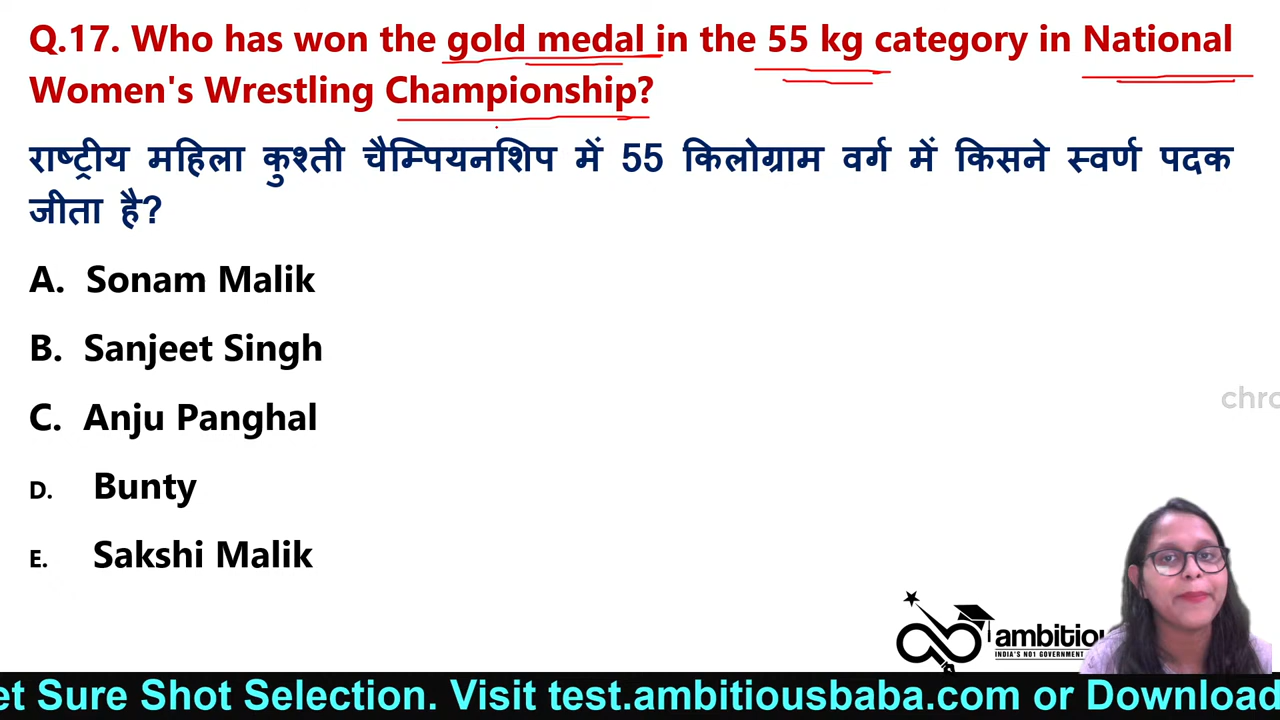 Q.17. Who has won the gold medal in the 55 kg category in National
Women's Wrestling Championship?
राष्ट्रीय महिला कुश्ती चैम्पियनशिप में 55 किलोग्राम वर्ग में किसने स्वर्ण पदक
जीता है?
A. Sonam Malik
B. Sanjeet Singh
chro
C. Anju Panghal
D. Bunty
E. Sakshi Malik
ambitiou
INDIA'S NO1 GOVERNMENT
et Sure Shot Selection. Visit test.ambitiousbaba.com or Download